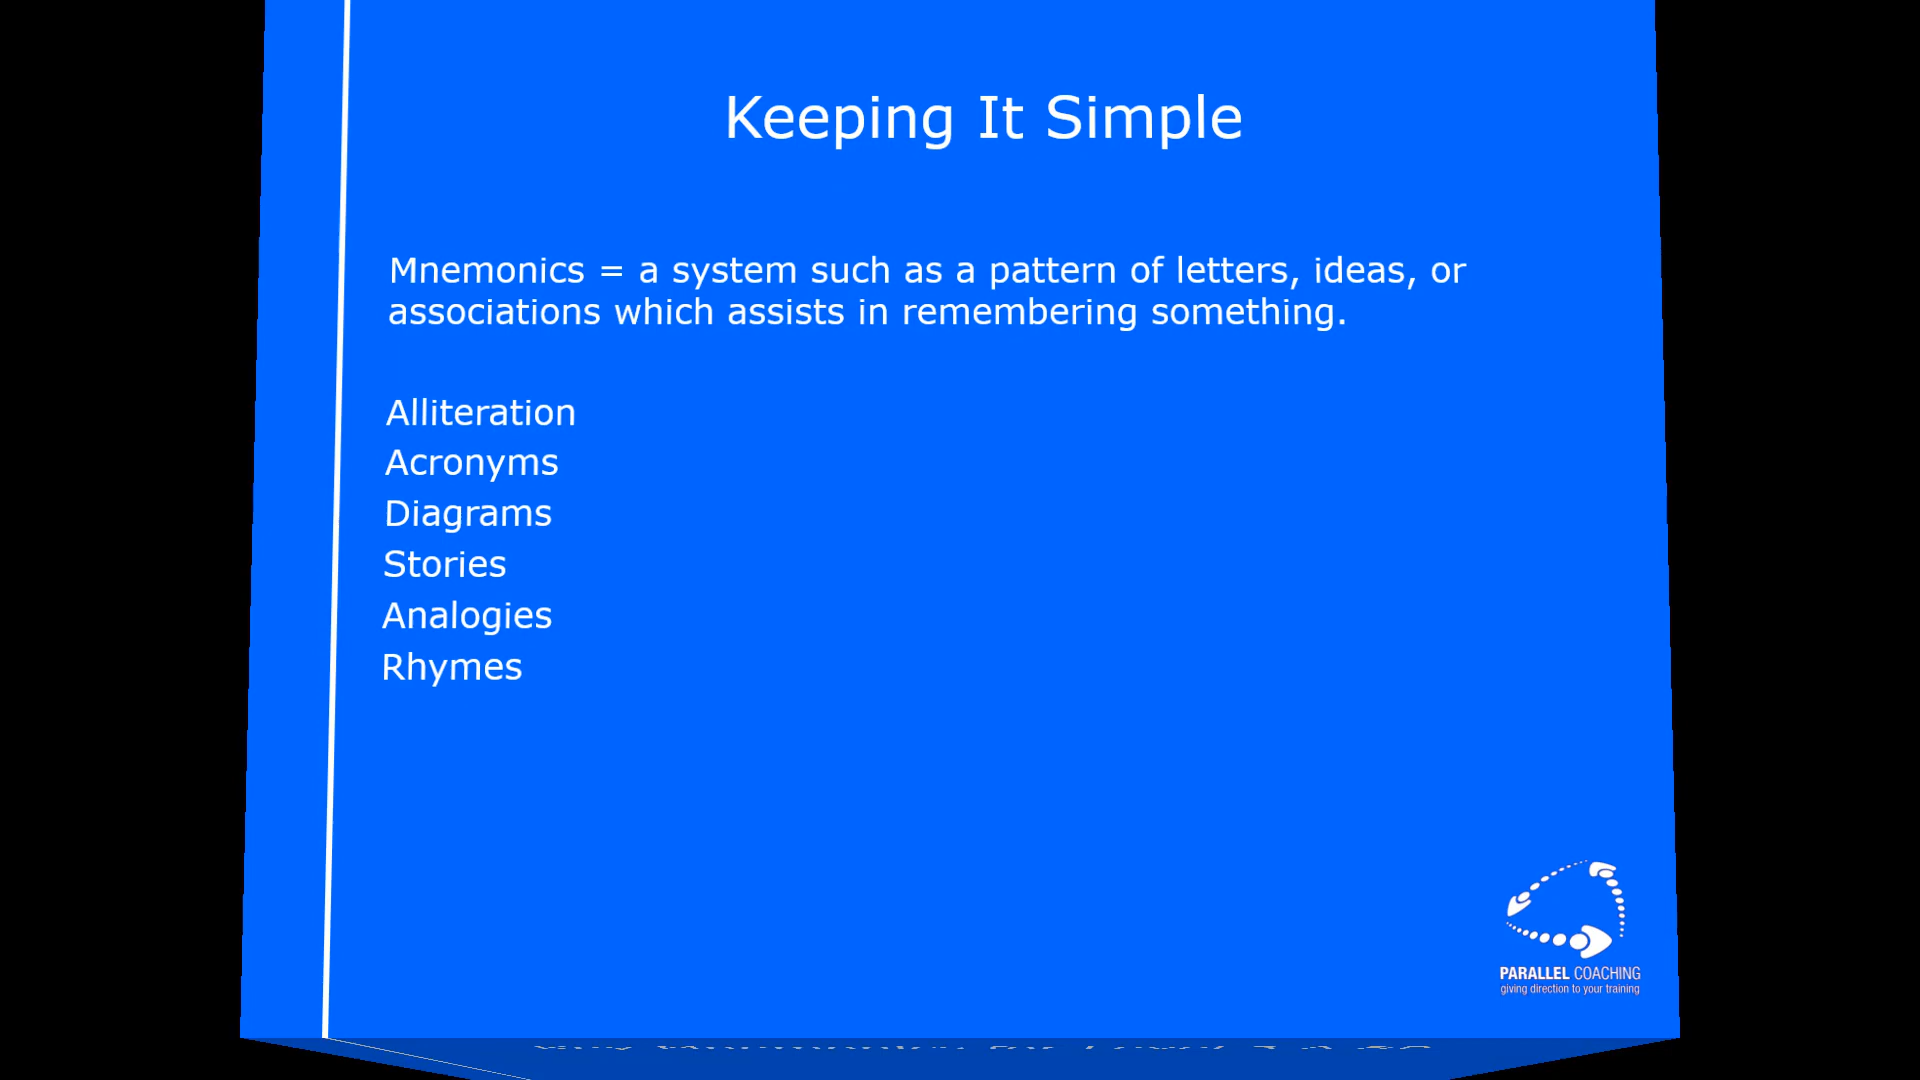 Keeping It Simple
Mnemonics = a system such as a pattern of letters, ideas, or
associations which assists in remembering something.
Alliteration
Acronyms
Diagrams
Stories
Analogies
Rhymes
PARALLEL COACHING
giving direction to your training